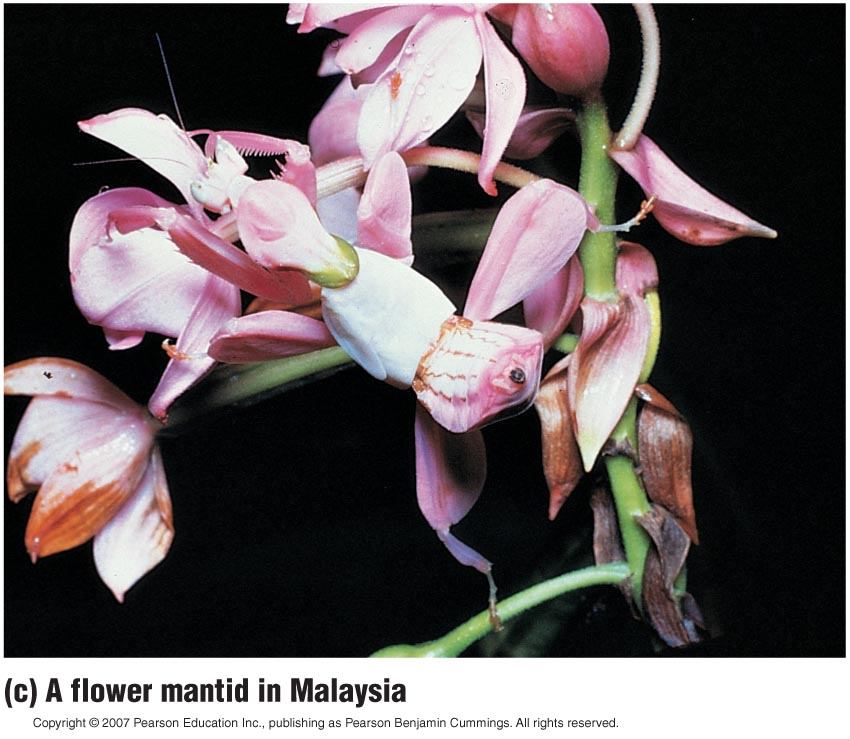 (c) A flower mantid in Malaysia
Copyright © 2007 Pearson Education Inc., publishing as Pearson Benjamin Cummings. All rights reserved.